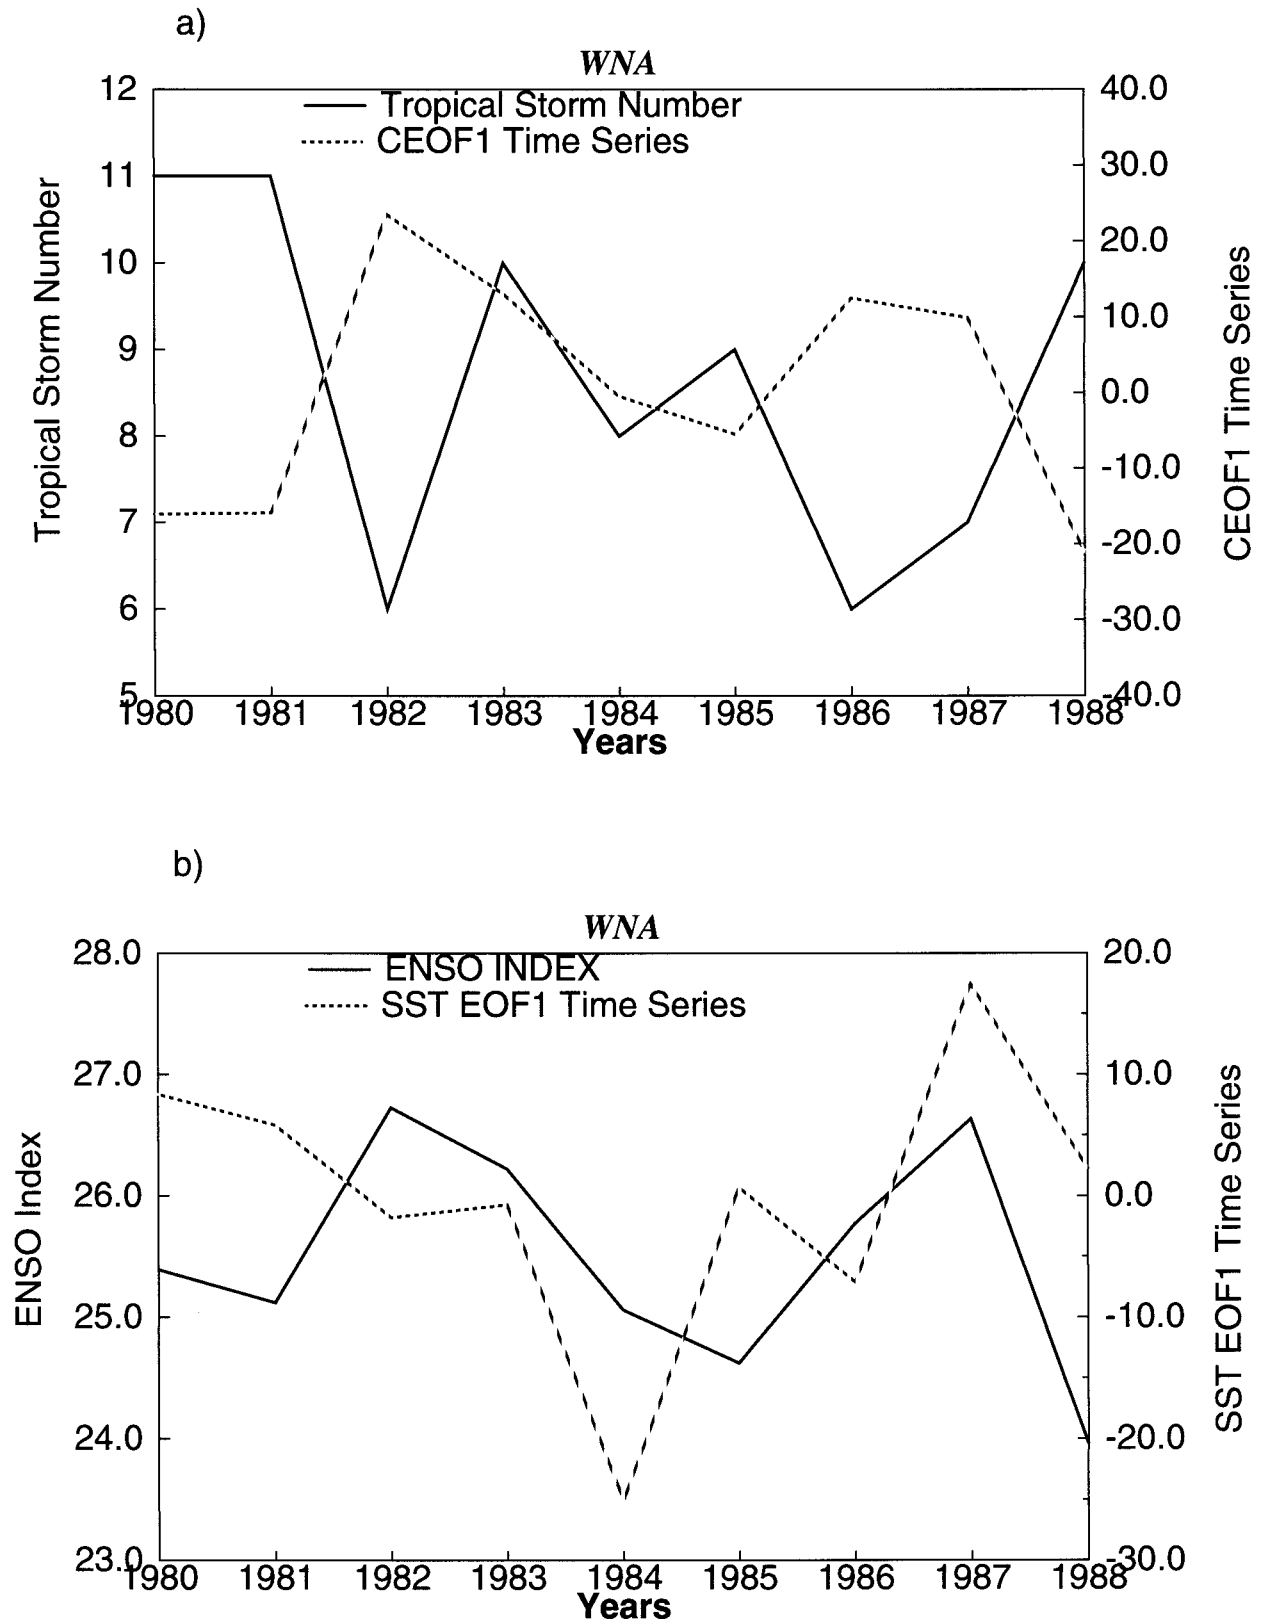 a)
WNA
12
40.0
Tropical Storm Number
CEOF1 Time Series
30.0
11
20.0
10
10.0
9
0.0
8
-10.0
7
-20.0
6
-30.0
5
-40.0
Tropical Storm Number
CEOF1 Time Series
1980 1981 1982 1983 1984 1985 1986 1987 1988
Years
b)
WNA
28.0
20.0
ENSO INDEX
SST EOF1 Time Series
27.0
10.0
26.0
0.0
25.0
-10.0
24.0
-20.0
23.0
-30.0
ENSO Index
SST EOF1 Time Series
1980 1981 1982 1983 1984 1985 1986 1987 1988
Years